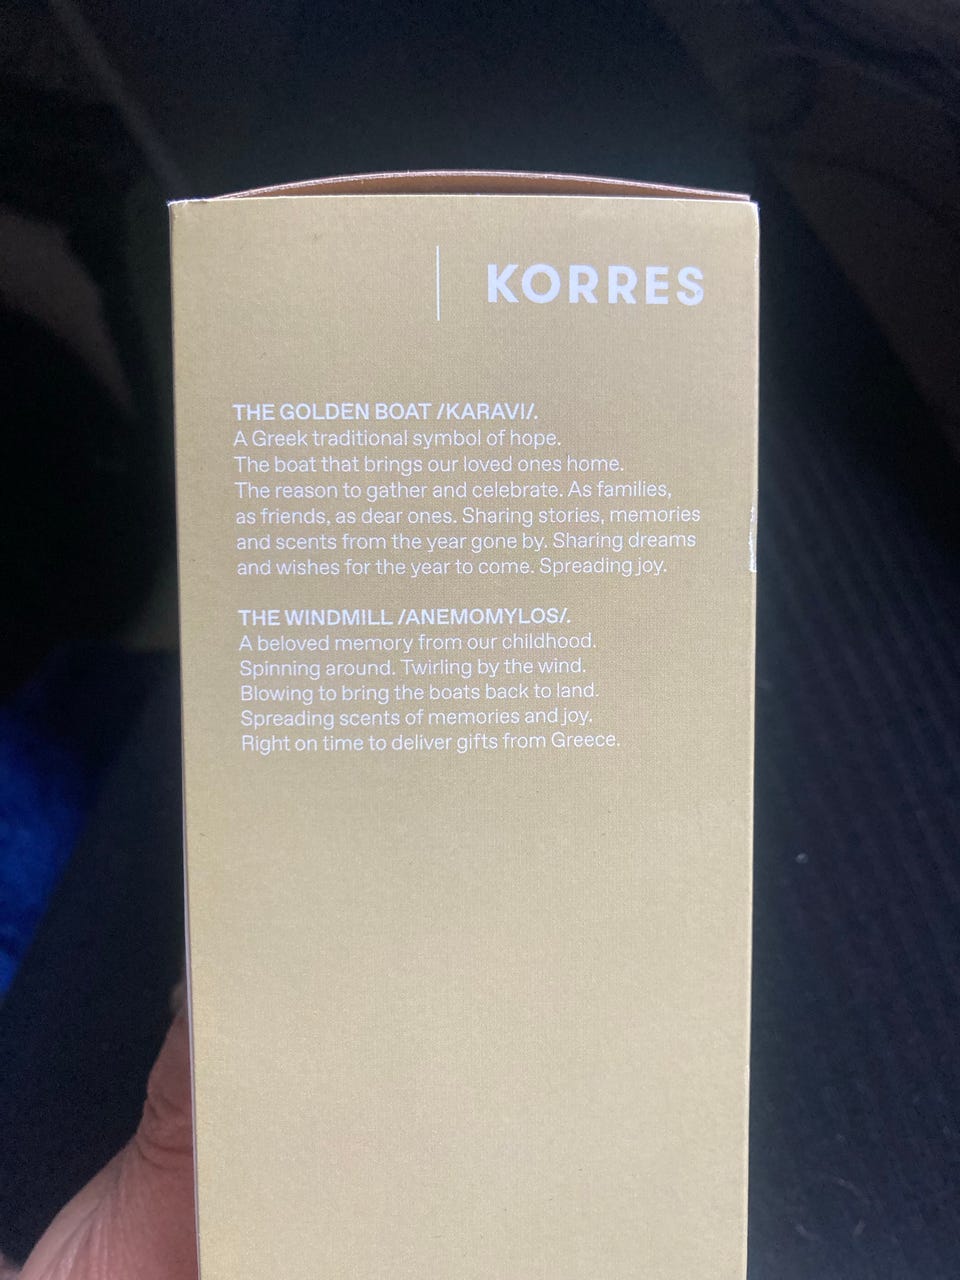 KORRES
THE GOLDEN BOAT /KARAVI/.
A Greek traditional symbol of hope.
The boat that brings our loved ones home.
The reason to gather and celebrate. As families,
as friends, as dear ones. Sharing stories, memories
and scents from the year gone by. Sharing dreams
and wishes for the year to come. Spreading joy.
THE WINDMILL /ANEMOMYLOS/.
A beloved memory from our childhood.
Spinning around. Twirling by the wind.
Blowing to bring the boats back to land.
Spreading scents of memories and joy.
Right on time to deliver gifts from Greece.